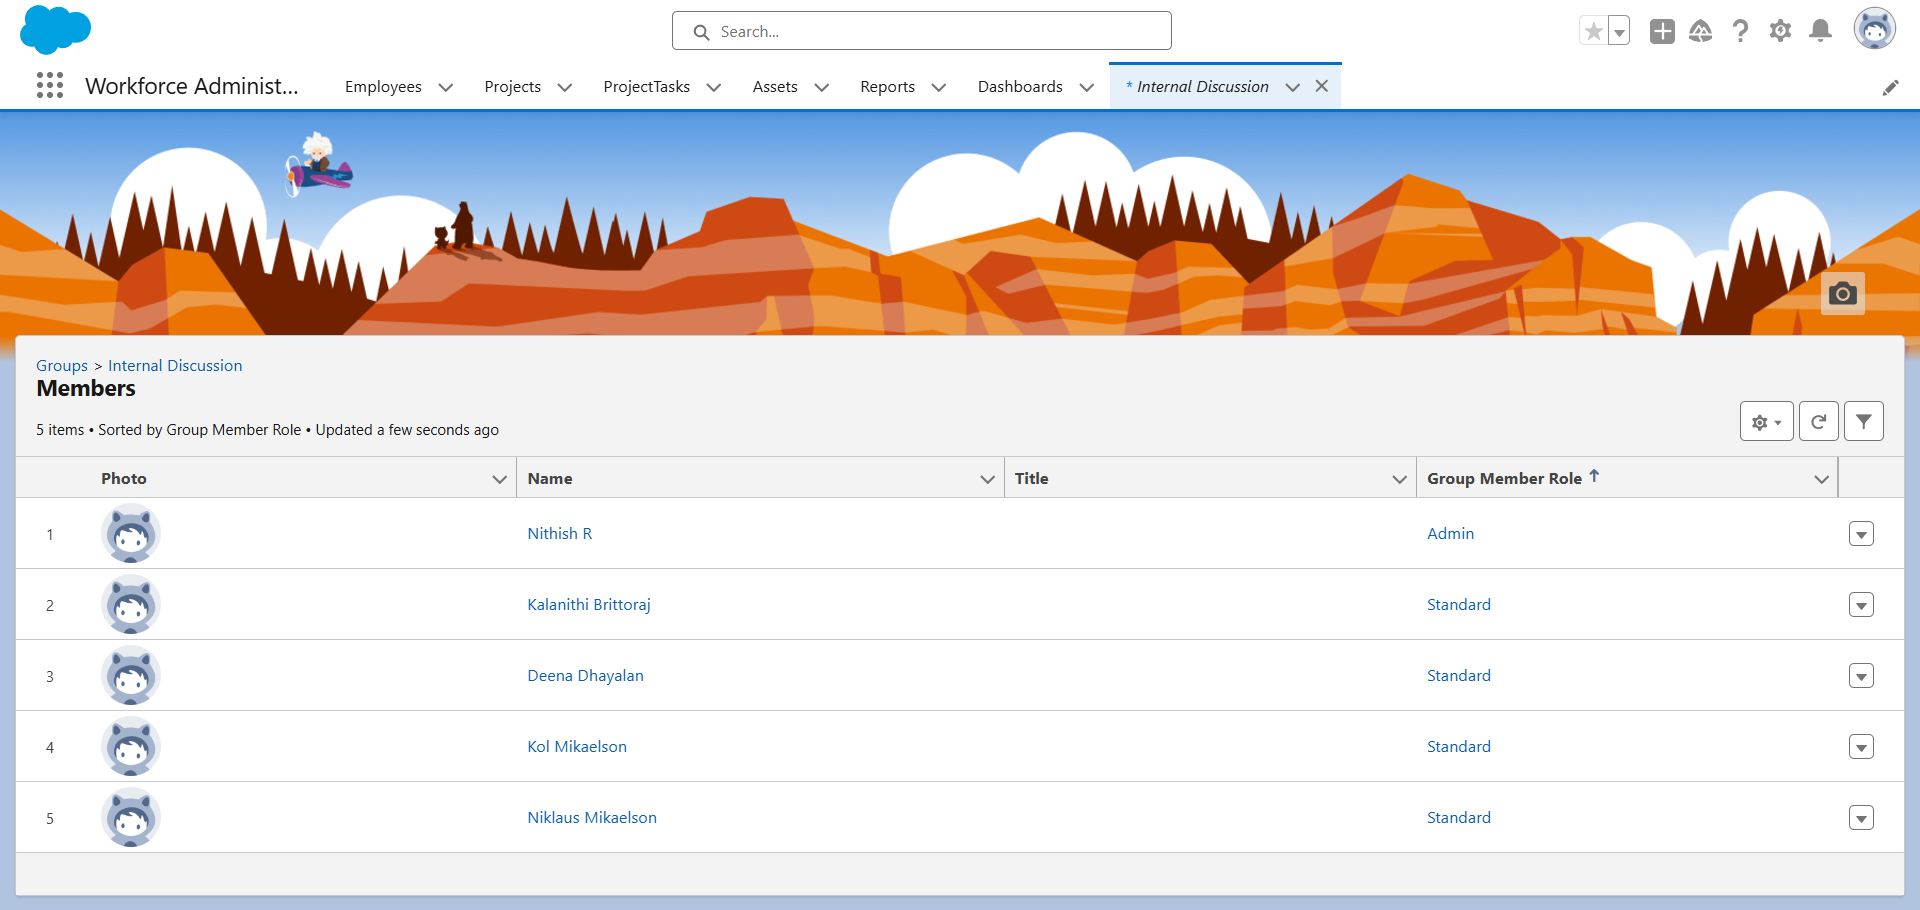 Search...
Workforce Administ...
Employees
Projects
ProjectTasks
Assets
Reports
Dashboards
* Internal Discussion
Groups > Internal Discussion
Members
5 items • Sorted by Group Member Role • Updated a few seconds ago
Photo
Name
Title
Group Member Role
1 Nithish R Admin
2 Kalanithi Brittoraj Standard
3 Deena Dhayalan Standard
4 Kol Mikaelson Standard
5 Niklaus Mikaelson Standard